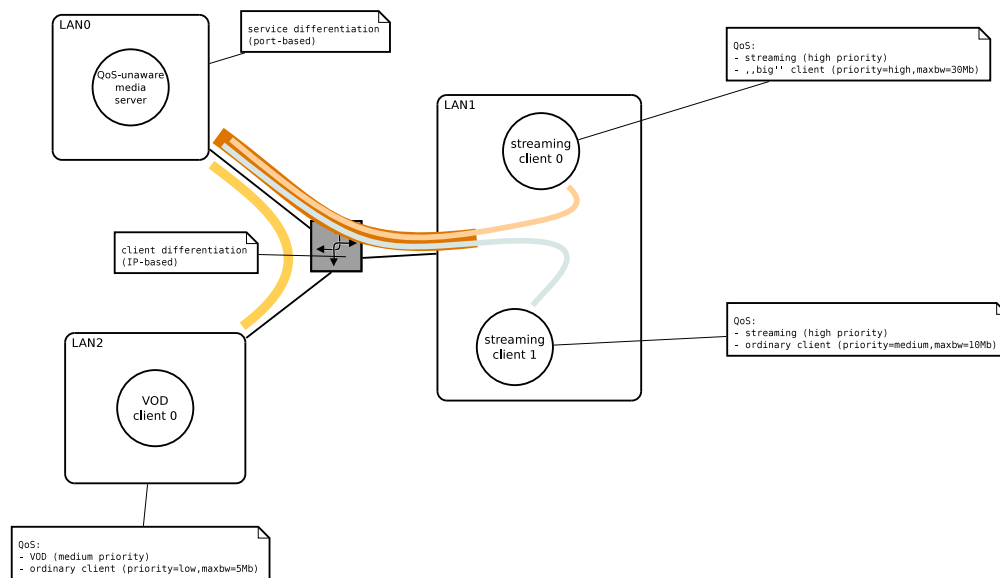 LAN0
service differentiation
(port-based)
QoS-unaware
media
server
QoS:
- streaming (high priority)
- ,,big'' client (priority=high,maxbw=30Mb)
LAN1
streaming
client 0
client differentiation
(IP-based)
QoS:
- streaming (high priority)
- ordinary client (priority=medium,maxbw=10Mb)
streaming
client 1
LAN2
VOD
client 0
QoS:
- VOD (medium priority)
- ordinary client (priority=low,maxbw=5Mb)